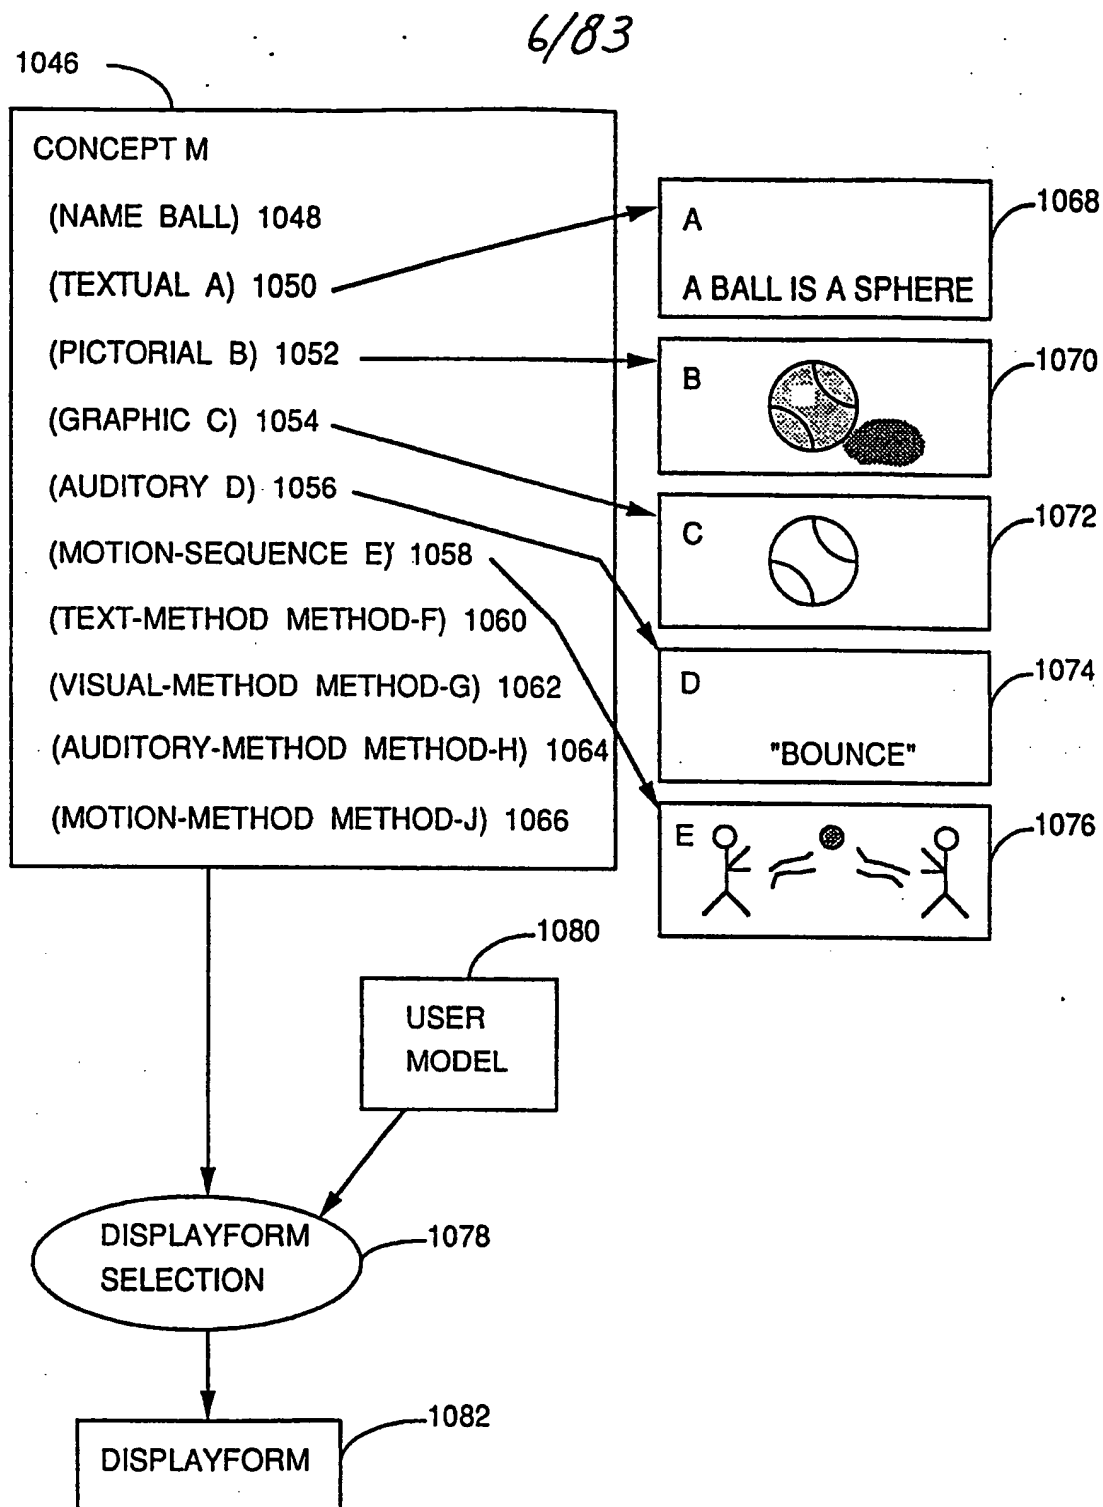 6/83
1046
CONCEPT M
(NAME BALL) 1048
(TEXTUAL A) 1050
(PICTORIAL B) 1052
(GRAPHIC C) 1054
(AUDITORY D) 1056
(MOTION-SEQUENCE E) 1058
(TEXT-METHOD METHOD-F) 1060
(VISUAL-METHOD METHOD-G) 1062
(AUDITORY-METHOD METHOD-H) 1064
(MOTION-METHOD METHOD-J) 1066
A
1068
A BALL IS A SPHERE
B
1070
C
1072
D
1074
"BOUNCE"
E
1076
1080
USER
MODEL
DISPLAYFORM
SELECTION
1078
1082
DISPLAYFORM